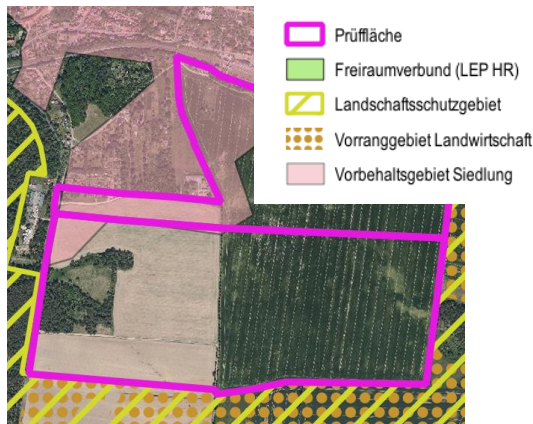 Prüffläche
Freiraumverbund (LEP HR)
Landschaftsschutzgebiet
Vorranggebiet Landwirtschaft
Vorbehaltsgebiet Siedlung